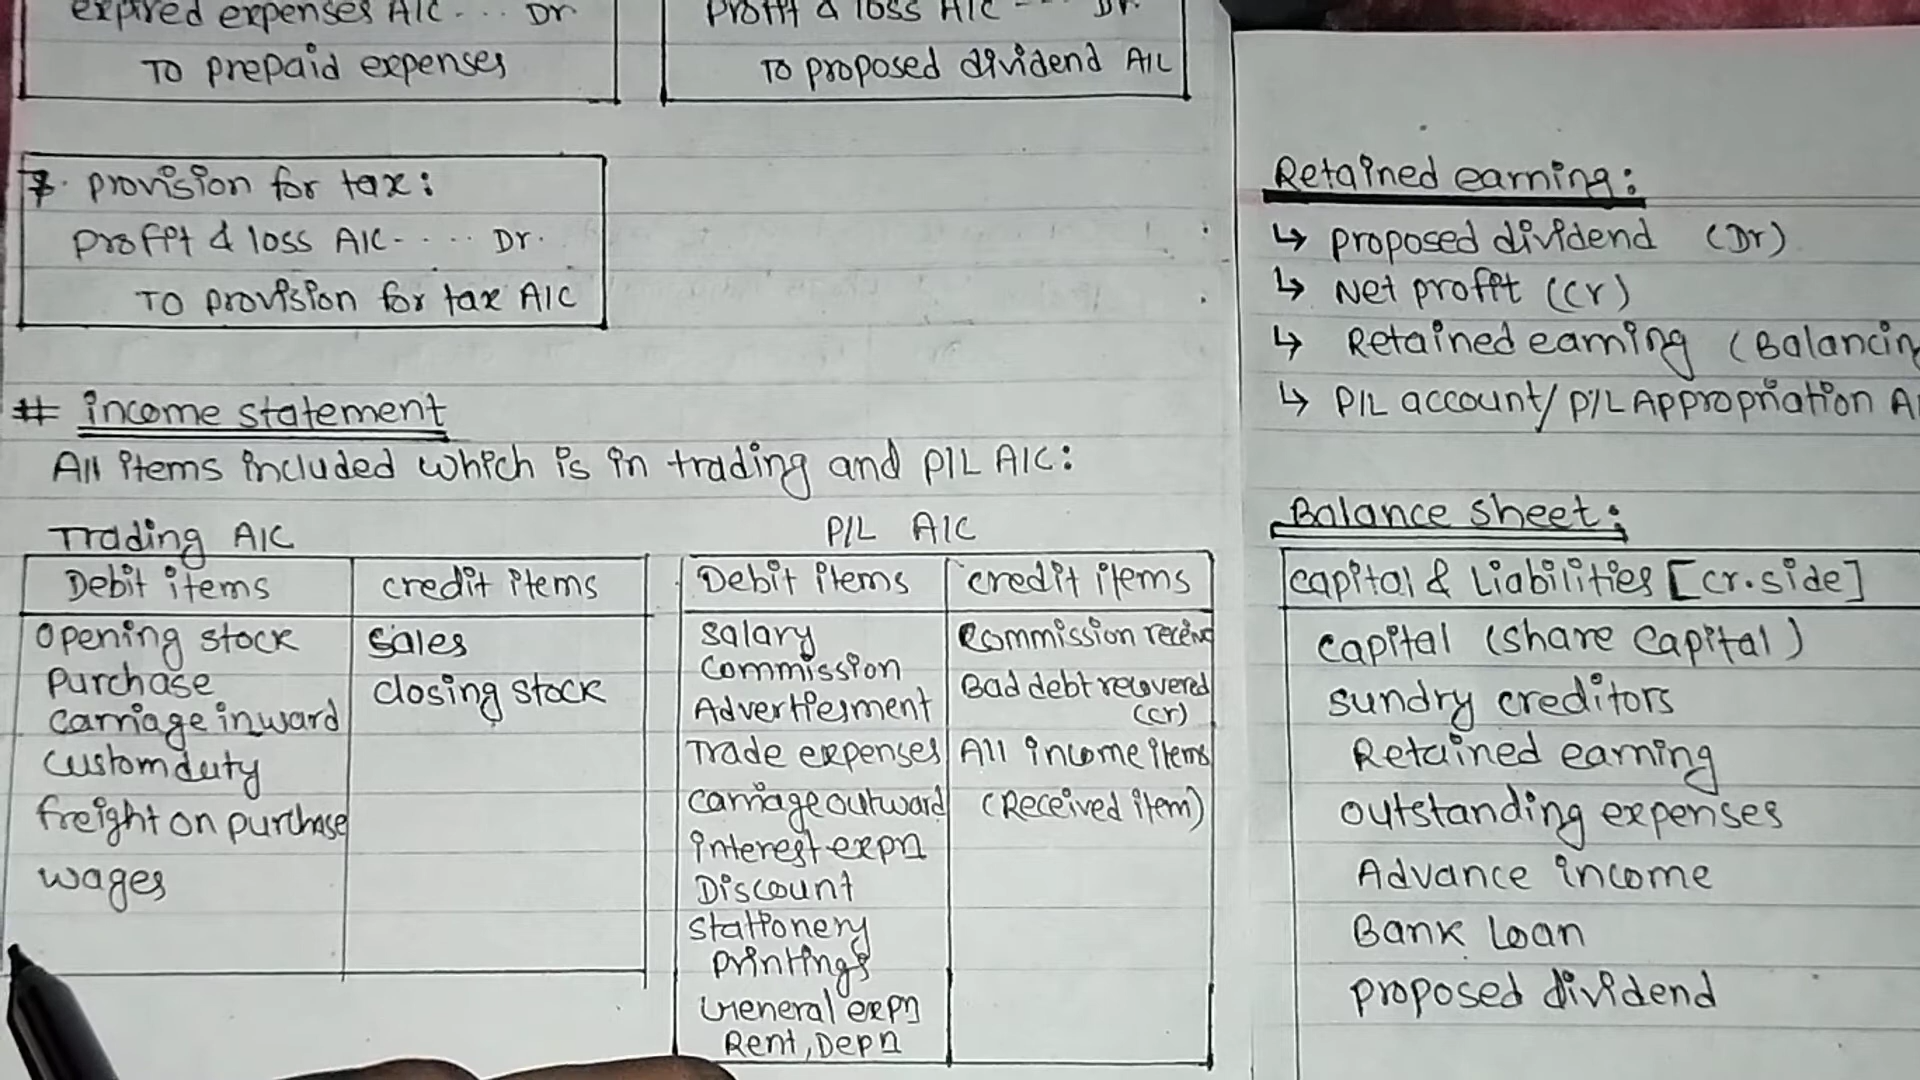 expired expenses A/C .... Dr
To prepaid expenses
profit & loss A/C --- Dr.
To proposed dividend A/C
7. provision for tax:
profit & loss A/C- .... Dr.
To provision for tax A/C
# income statement
All items included which is in trading and P/L A/C:
Trading A/C
Debit items
credit items
opening stock
purchase
carriage inward
custom duty
freight on purchase
wages
sales
closing stock
P/L A/C
Debit items
credit items
salary
commission
Advertiesment
Trade expenses
carriage outward
interest expn
Discount
stationery
printings
General expn
Rent, Depn
commission
Bad debt recovered
(cr)
All income items
(Received item)
Retained earning:
↳ proposed dividend (Dr)
↳ Net profit (cr)
↳ Retained earning (Balancin
↳ P/L account/ P/L Appropriation A
Balance sheet:
capital & Liabilities [cr.side]
capital (share capital)
sundry creditors
Retained earning
outstanding expenses
Advance income
Bank Loan
proposed dividend